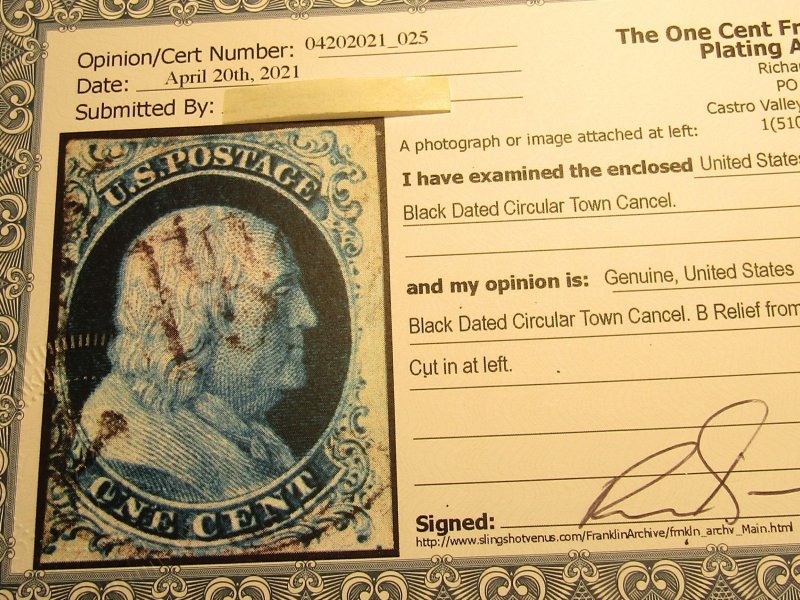 Opinion/Cert Number: 04202021_025
Date: April 20th, 2021
Submitted By:
U.S. POSTAGE
ONE CENT
The One Cent Fr
Plating A
Richar
PO
Castro Valley
1(510
A photograph or image attached at left:
I have examined the enclosed United States
Black Dated Circular Town Cancel.
and my opinion is: Genuine, United States
Black Dated Circular Town Cancel. B Relief from
Cut in at left.
Signed:
http://www.slingshotvenus.com/FranklinArchive/frnkln_archv_Main.html